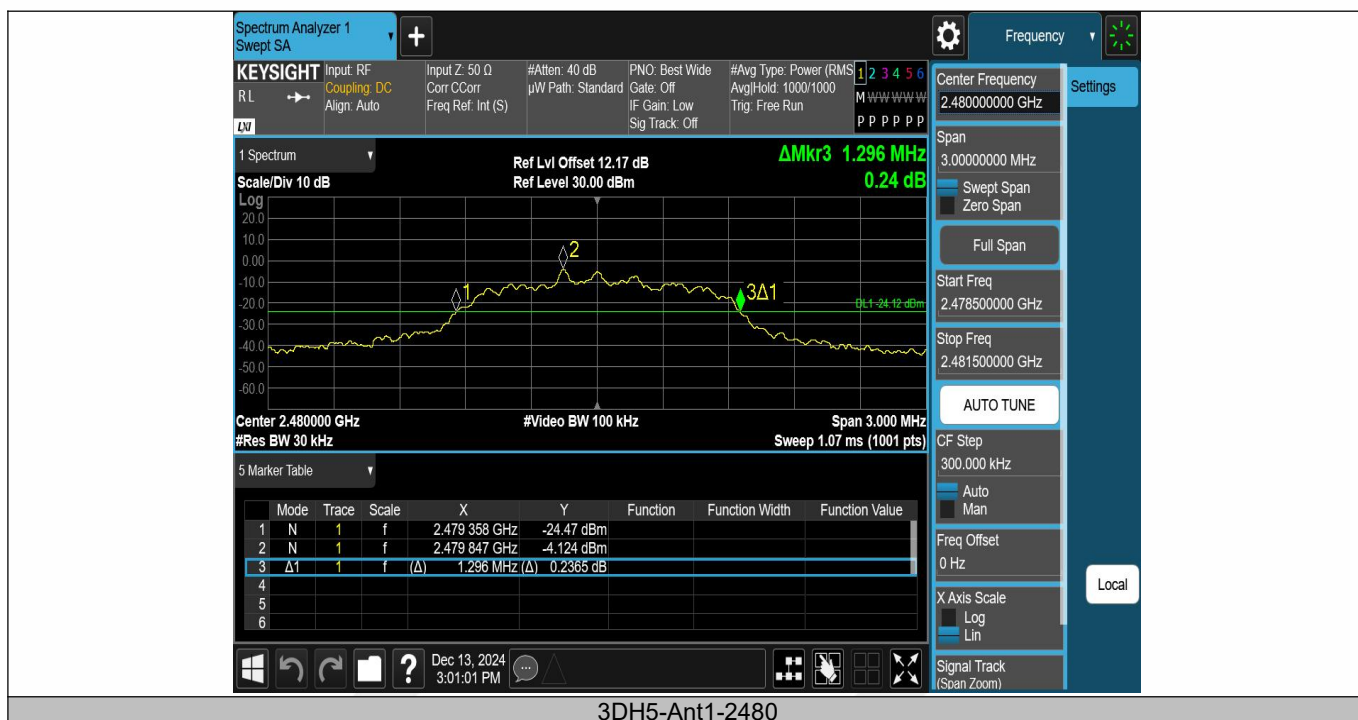 Spectrum Analyzer 1
Swept SA
+
Frequency
KEYSIGHT
RL
LXI
Input: RF
Coupling: DC
Align: Auto
Input Z: 50 Ω
Corr CCorr
Freq Ref: Int (S)
#Atten: 40 dB
µW Path: Standard
PNO: Best Wide
Gate: Off
IF Gain: Low
Sig Track: Off
#Avg Type: Power (RMS
Avg|Hold: 1000/1000
Trig: Free Run
1 2 3 4 5 6
M W W W W W
P P P P P P
1 Spectrum
Scale/Div 10 dB
Ref Lvl Offset 12.17 dB
Ref Level 30.00 dBm
ΔMkr3 1.296 MHz
0.24 dB
Log
20.0
10.0
0.00
-10.0
-20.0
-30.0
-40.0
-50.0
-60.0
1
2
3Δ1
DL1 -24.12 dBm
Center 2.480000 GHz
#Video BW 100 kHz
Span 3.000 MHz
#Res BW 30 kHz
Sweep 1.07 ms (1001 pts)
5 Marker Table
Mode Trace Scale X Y Function Function Width Function Value
1 N 1 f 2.479 358 GHz -24.47 dBm
2 N 1 f 2.479 847 GHz -4.124 dBm
3 Δ1 1 f (Δ) 1.296 MHz (Δ) 0.2365 dB
4
5
6
?
Dec 13, 2024
3:01:01 PM
Center Frequency
2.480000000 GHz
Settings
Span
3.00000000 MHz
Swept Span
Zero Span
Full Span
Start Freq
2.478500000 GHz
Stop Freq
2.481500000 GHz
AUTO TUNE
CF Step
300.000 kHz
Auto
Man
Freq Offset
0 Hz
X Axis Scale
Log
Lin
Local
Signal Track
(Span Zoom)
3DH5-Ant1-2480